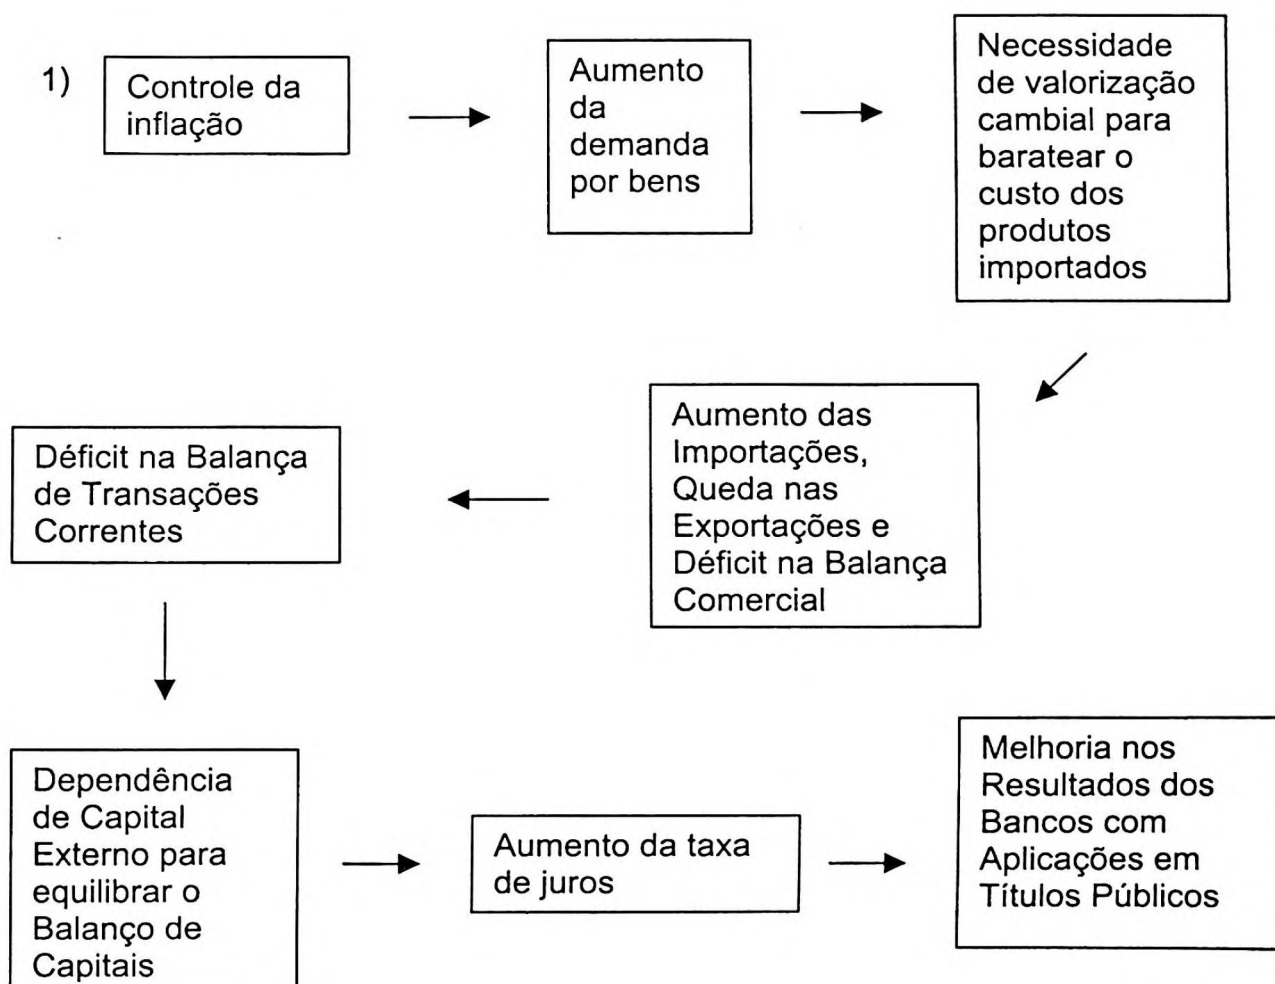 1)
Controle da
inflação
Aumento
da
demanda
por bens
Necessidade
de valorização
cambial para
baratear o
custo dos
produtos
importados
Aumento das
Importações,
Queda nas
Exportações e
Déficit na Balança
Comercial
Déficit na Balança
de Transações
Correntes
Dependência
de Capital
Externo para
equilibrar o
Balanço de
Capitais
Aumento da taxa
de juros
Melhoria nos
Resultados dos
Bancos com
Aplicações em
Títulos Públicos